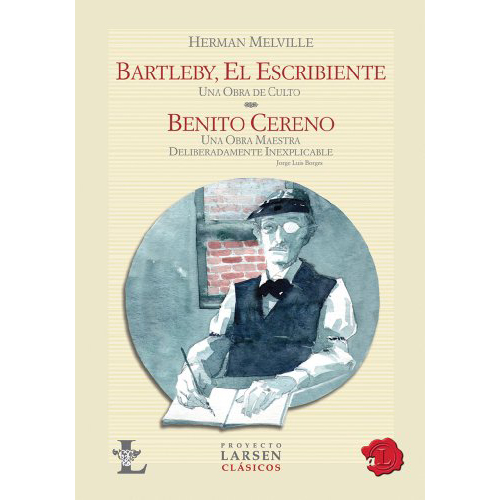 HERMAN MELVILLE
BARTLEBY, EL ESCRIBIENTE
UNA OBRA DE CULTO
BENITO CERENO
UNA OBRA MAESTRA
DELIBERADAMENTE INEXPLICABLE
Jorge Luis Borges
L
aL
PROYECTO
LARSEN
CLÁSICOS